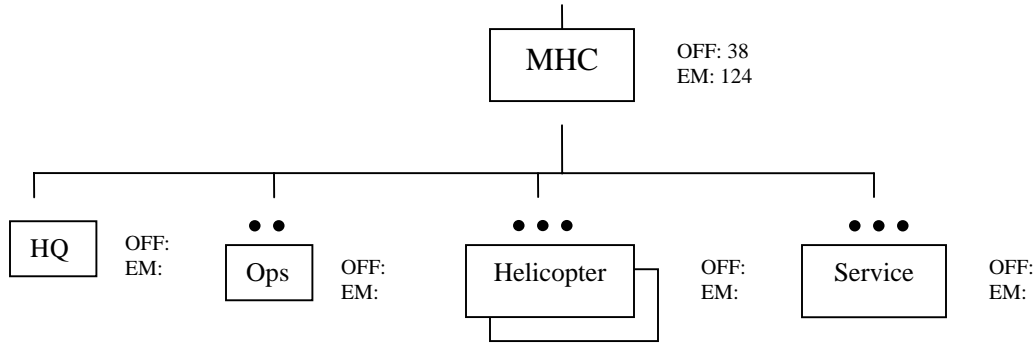 MHC
OFF: 38
EM: 124
HQ
OFF:
EM:
Ops
OFF:
EM:
Helicopter
OFF:
EM:
Service
OFF:
EM: